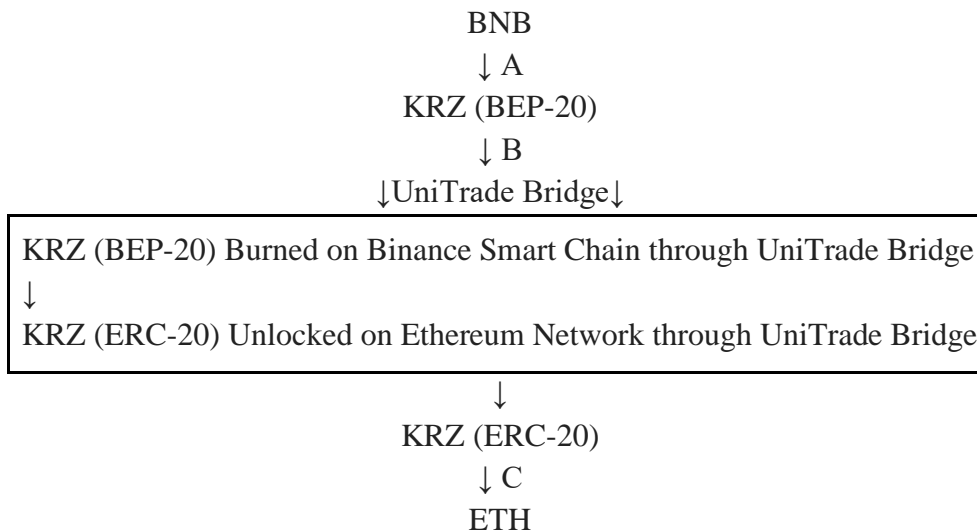 BNB
↓ A
KRZ (BEP-20)
↓ B
↓UniTrade Bridge↓
KRZ (BEP-20) Burned on Binance Smart Chain through UniTrade Bridge
↓
KRZ (ERC-20) Unlocked on Ethereum Network through UniTrade Bridge
↓
KRZ (ERC-20)
↓ C
ETH